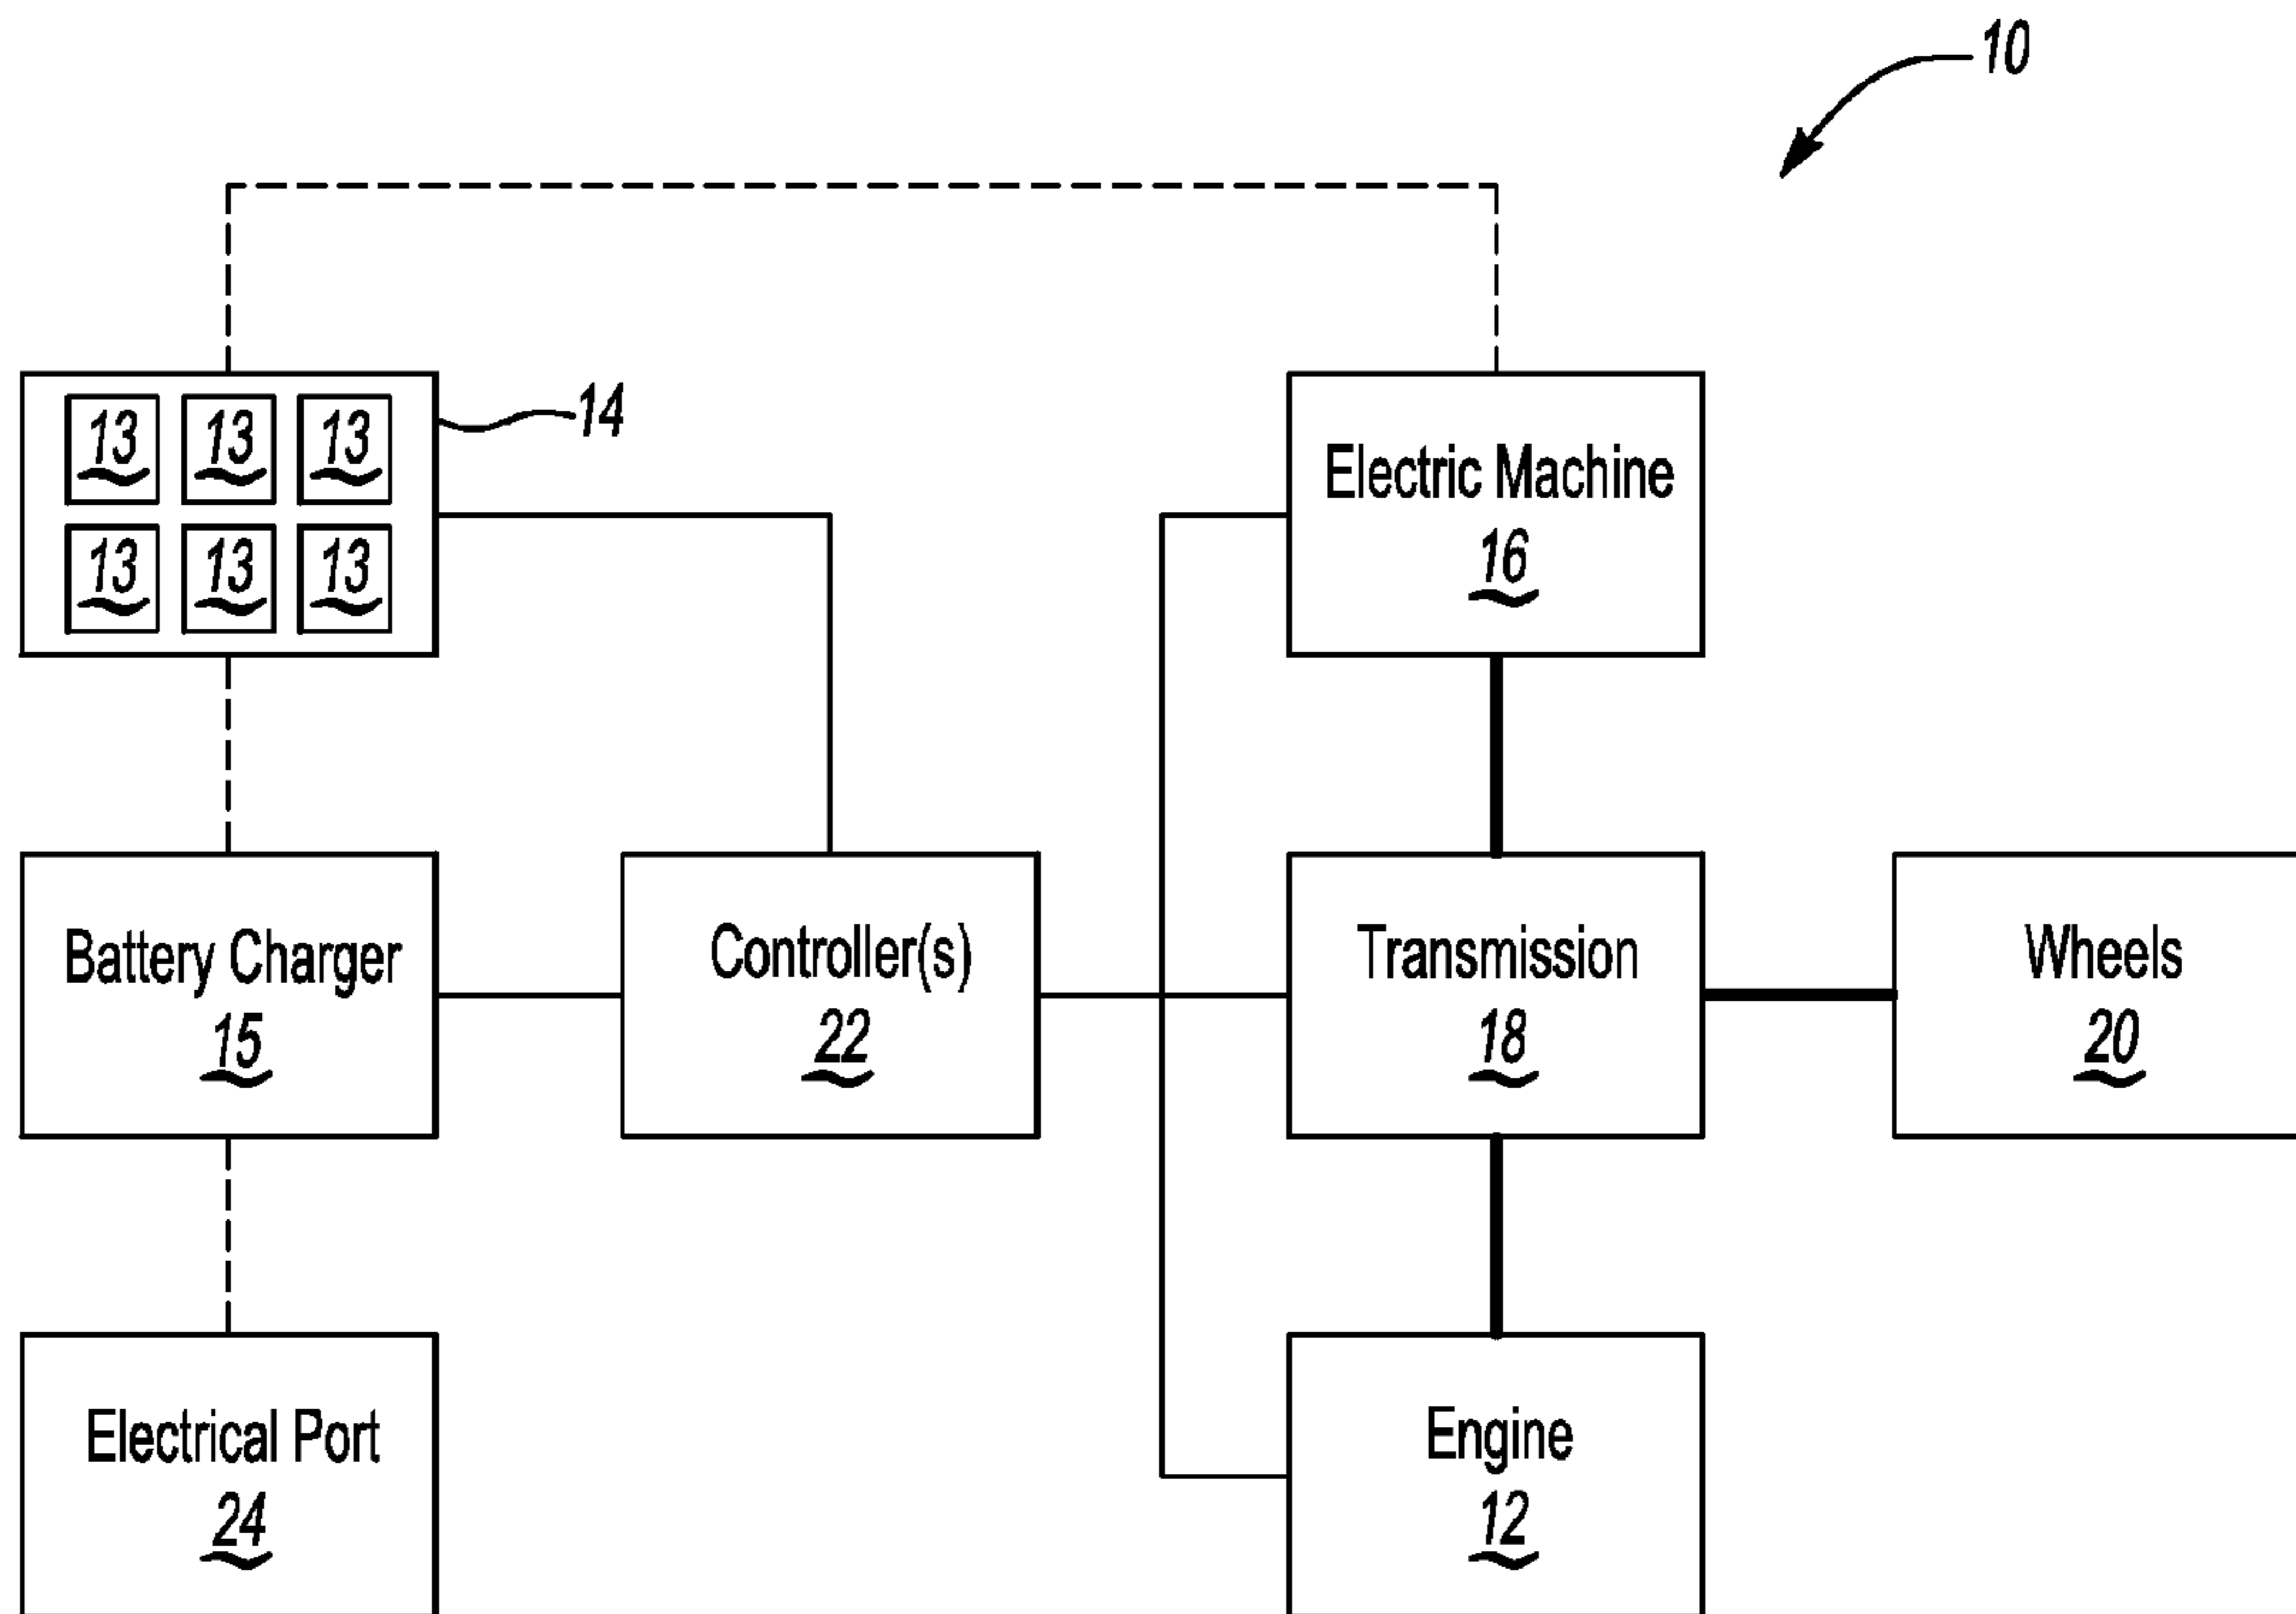 10
13 13 13
14
13 13 13
Electric Machine
16
Battery Charger
15
Controller(s)
22
Transmission
18
Wheels
20
Electrical Port
24
Engine
12